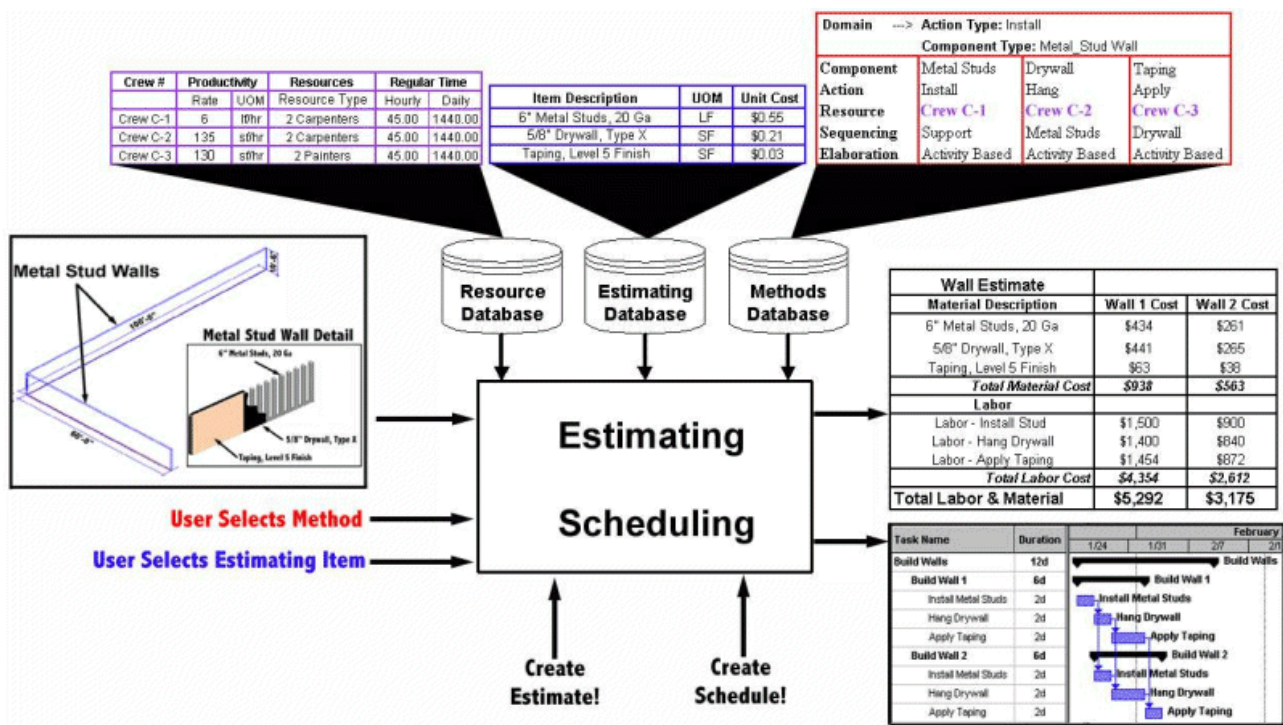 Domain ---> Action Type: Install
Component Type: Metal_Stud Wall
Component Metal Studs Drywall Taping
Action Install Hang Apply
Resource Crew C-1 Crew C-2 Crew C-3
Sequencing Support Metal Studs Drywall
Elaboration Activity Based Activity Based Activity Based
Crew # Productivity Resources Regular Time
Rate UOM Resource Type Hourly Daily
Crew C-1 6 lf/hr 2 Carpenters 45.00 1440.00
Crew C-2 135 sf/hr 2 Carpenters 45.00 1440.00
Crew C-3 130 sf/hr 2 Painters 45.00 1440.00
Item Description UOM Unit Cost
6" Metal Studs, 20 Ga LF $0.55
5/8" Drywall, Type X SF $0.21
Taping, Level 5 Finish SF $0.03
Resource
Database
Estimating
Database
Methods
Database
Metal Stud Walls
100'-0"
60'-0"
Metal Stud Wall Detail
6" Metal Studs, 20 Ga
5/8" Drywall, Type X
Taping, Level 5 Finish
User Selects Method
User Selects Estimating Item
Estimating
Scheduling
Create
Estimate!
Create
Schedule!
Wall Estimate
Material Description Wall 1 Cost Wall 2 Cost
6" Metal Studs, 20 Ga $434 $261
5/8" Drywall, Type X $441 $265
Taping, Level 5 Finish $63 $38
Total Material Cost $938 $563
Labor
Labor - Install Stud $1,500 $900
Labor - Hang Drywall $1,400 $840
Labor - Apply Taping $1,454 $872
Total Labor Cost $4,354 $2,612
Total Labor & Material $5,292 $3,175
Task Name Duration February
1/24 1/31 2/7 2/1
Build Walls 12d Build Walls
Build Wall 1 6d Build Wall 1
Install Metal Studs 2d Install Metal Studs
Hang Drywall 2d Hang Drywall
Apply Taping 2d Apply Taping
Build Wall 2 6d Build Wall 2
Install Metal Studs 2d Install Metal Studs
Hang Drywall 2d Hang Drywall
Apply Taping 2d Apply Taping